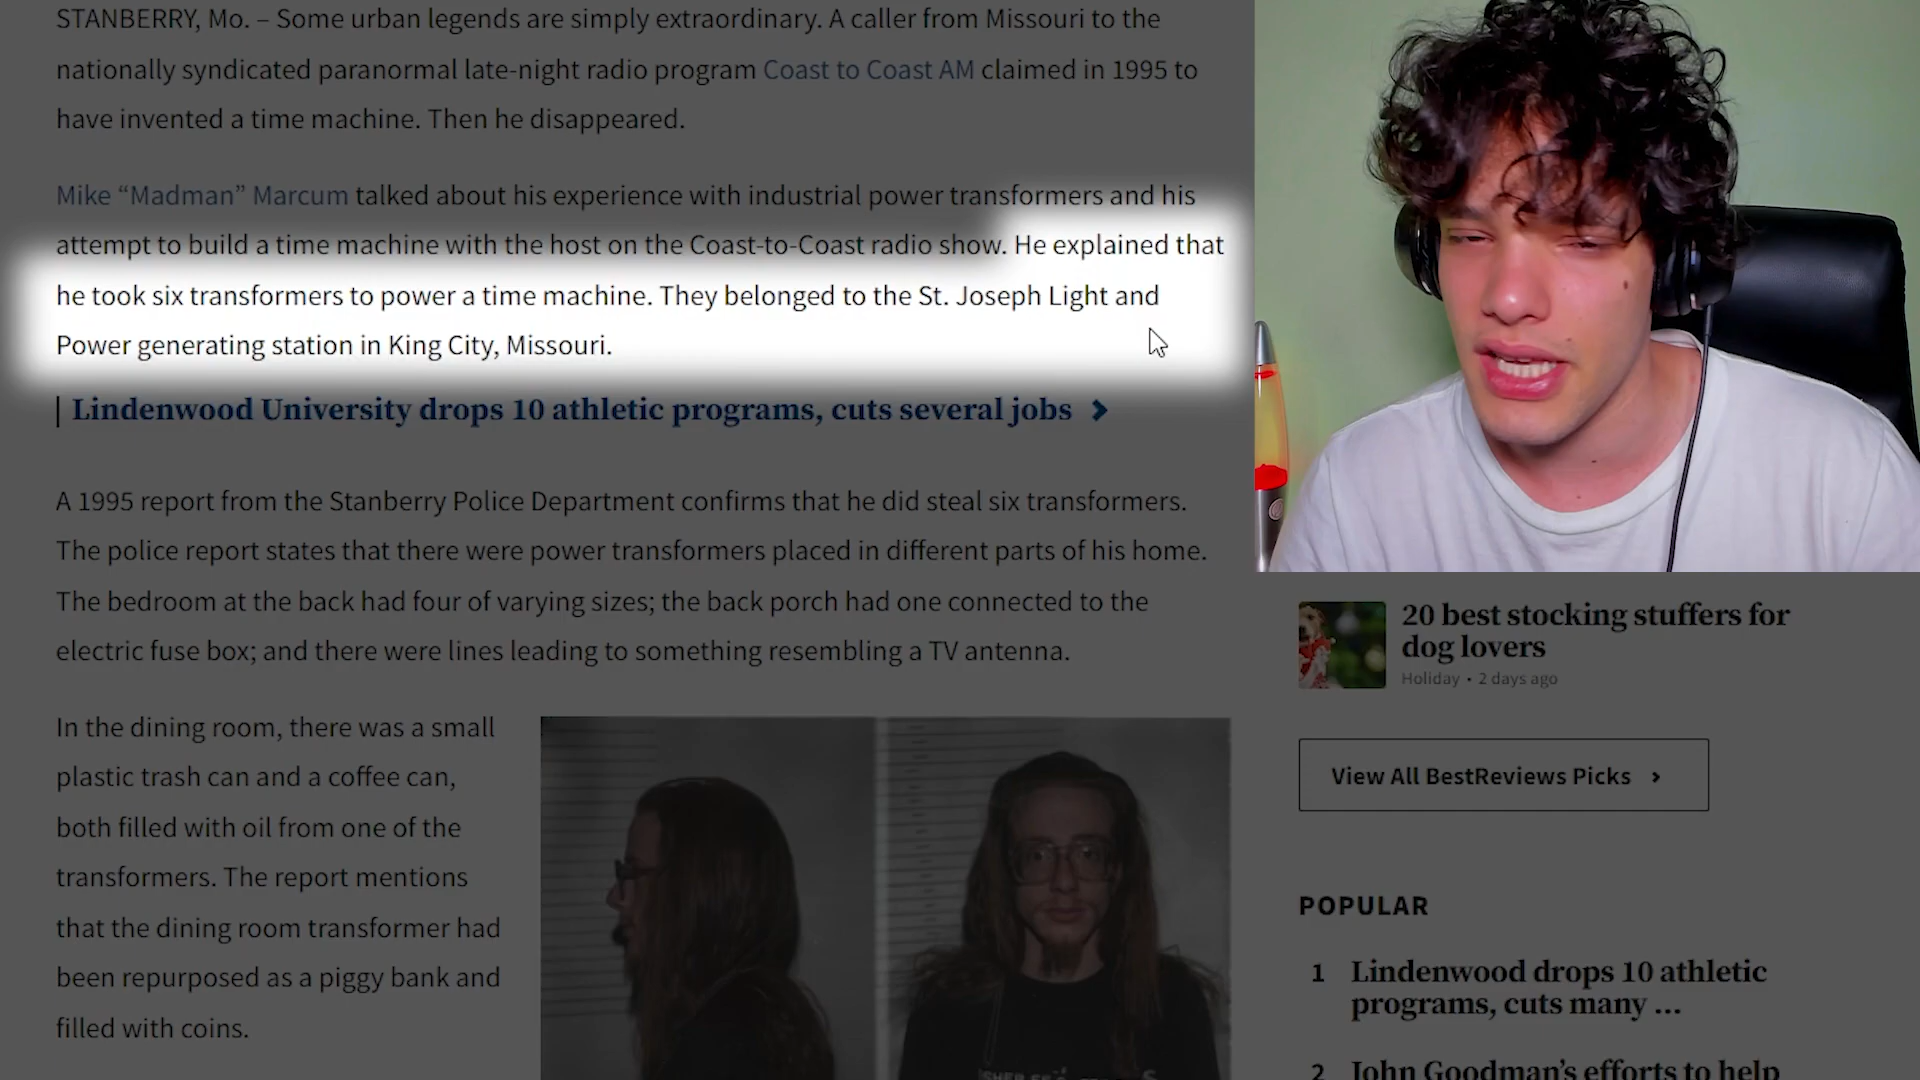 STANBERRY, Mo. – Some urban legends are simply extraordinary. A caller from Missouri to the
nationally syndicated paranormal late-night radio program Coast to Coast AM claimed in 1995 to
have invented a time machine. Then he disappeared.
Mike “Madman” Marcum talked about his experience with industrial power transformers and his
attempt to build a time machine with the host on the Coast-to-Coast radio show. He explained that
he took six transformers to power a time machine. They belonged to the St. Joseph Light and
Power generating station in King City, Missouri.
Lindenwood University drops 10 athletic programs, cuts several jobs
A 1995 report from the Stanberry Police Department confirms that he did steal six transformers.
The police report states that there were power transformers placed in different parts of his home.
The bedroom at the back had four of varying sizes; the back porch had one connected to the
electric fuse box; and there were lines leading to something resembling a TV antenna.
In the dining room, there was a small
plastic trash can and a coffee can,
both filled with oil from one of the
transformers. The report mentions
that the dining room transformer had
been repurposed as a piggy bank and
filled with coins.
20 best stocking stuffers for
dog lovers
Holiday • 2 days ago
View All BestReviews Picks
POPULAR
1 Lindenwood drops 10 athletic
programs, cuts many ...
2 John Goodman’s efforts to help